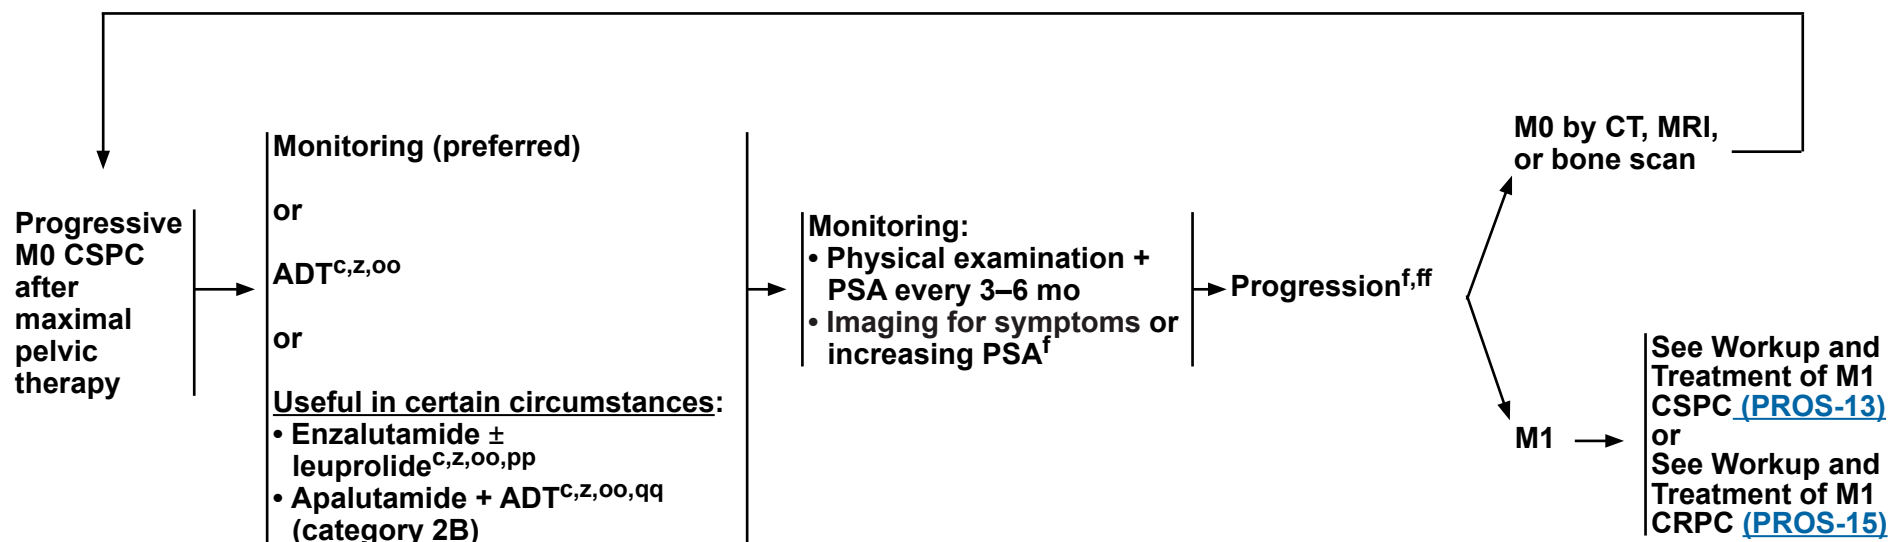 Progressive
M0 CSPC
after
maximal
pelvic
therapy
Monitoring (preferred)
or
ADTc,z,oo
or
Useful in certain circumstances:
• Enzalutamide ±
leuprolidec,z,oo,pp
• Apalutamide + ADTc,z,oo,qq
(category 2B)
Monitoring:
• Physical examination +
PSA every 3–6 mo
• Imaging for symptoms or
increasing PSAf
Progressionf,ff
M0 by CT, MRI,
or bone scan
M1
See Workup and
Treatment of M1
CSPC (PROS-13)
or
See Workup and
Treatment of M1
CRPC (PROS-15)